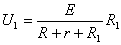 U₁ = E / (R + r + R₁) R₁